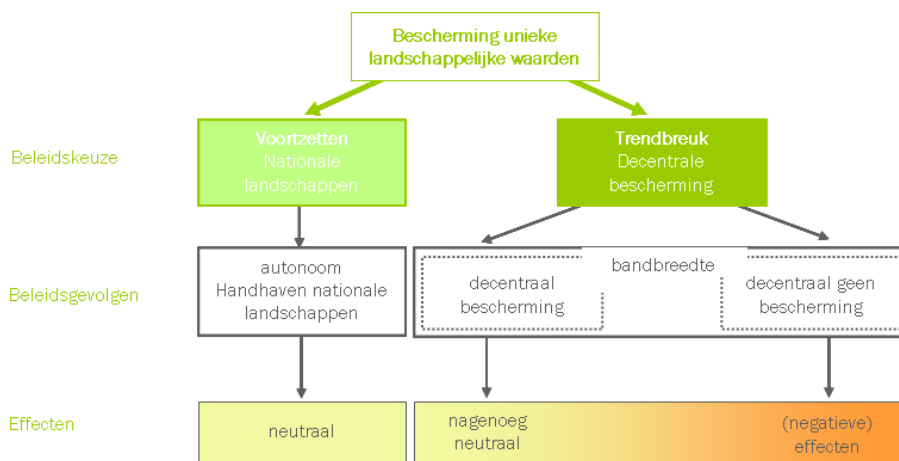 Bescherming unieke
landschappelijke waarden
Beleidskeuze
Voortzetten
Nationale
landschappen
Trendbreuk
Decentrale
bescherming
Beleidsgevolgen
autonoom
Handhaven nationale
landschappen
bandbreedte
decentraal
bescherming
decentraal geen
bescherming
Effecten
neutraal
nagenoeg
neutraal
(negatieve)
effecten